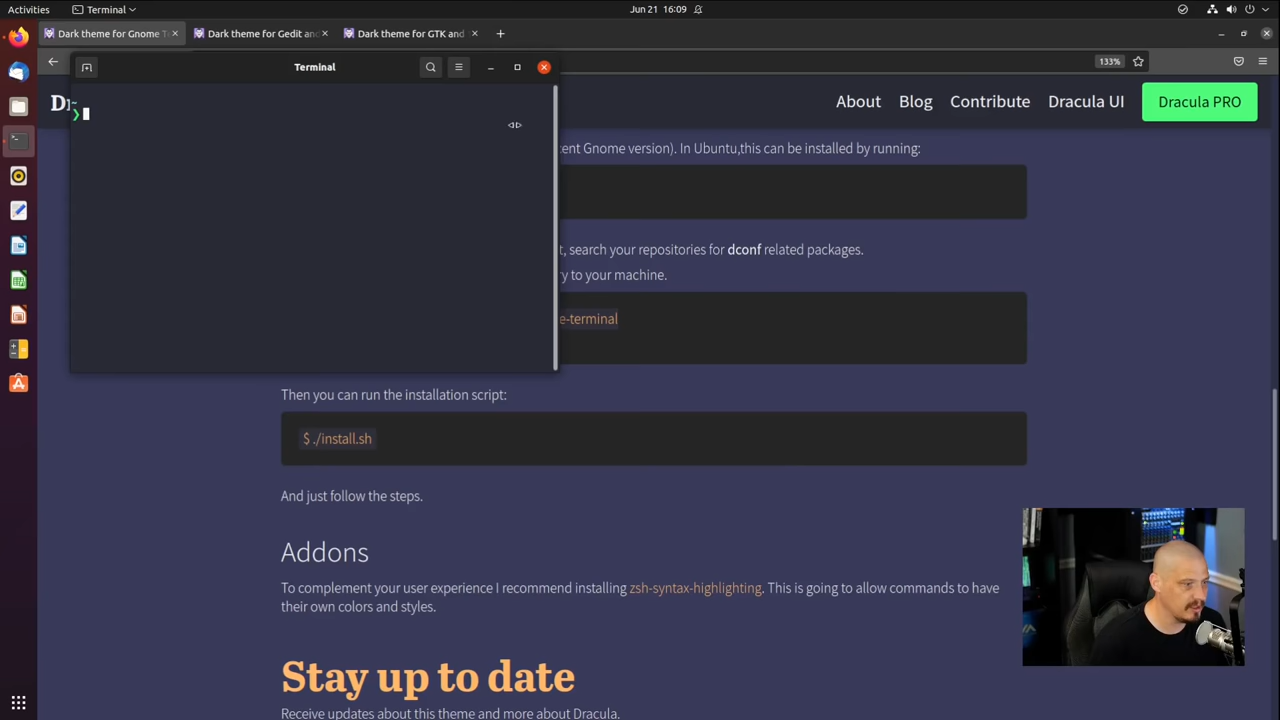 Activities
Terminal
Jun 21 16:09
Dark theme for Gnome T
Dark theme for Gedit and
Dark theme for GTK and
133%
Terminal
Dr
~
❯
About
Blog
Contribute
Dracula UI
Dracula PRO
cent Gnome version). In Ubuntu,this can be installed by running:
t, search your repositories for dconf related packages.
ry to your machine.
e-terminal
Then you can run the installation script:
$ ./install.sh
And just follow the steps.
Addons
To complement your user experience I recommend installing zsh-syntax-highlighting. This is going to allow commands to have
their own colors and styles.
Stay up to date
Receive updates about this theme and more about Dracula.